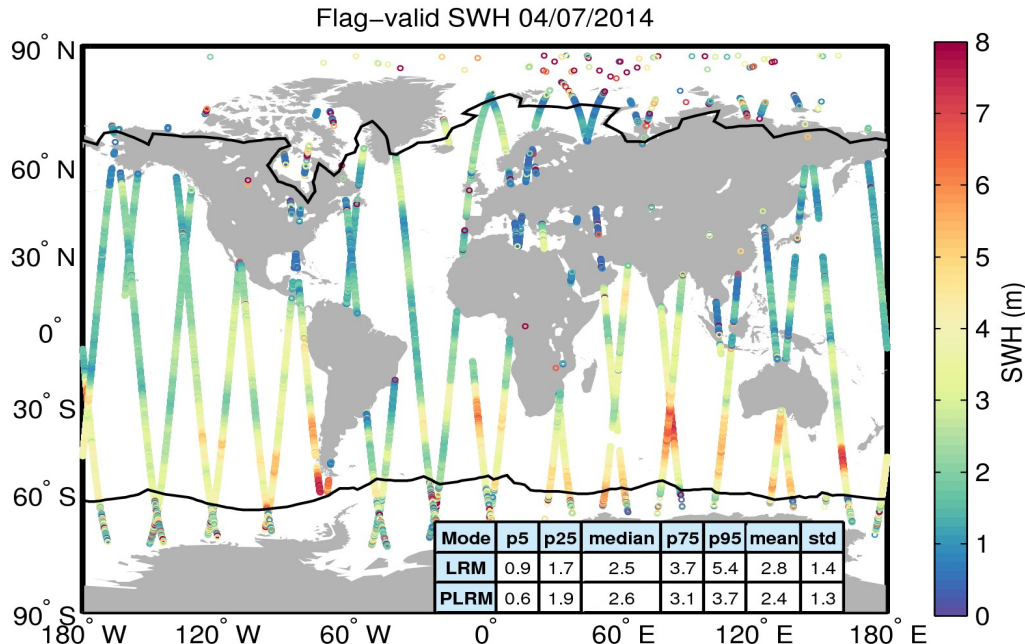 Flag-valid SWH 04/07/2014
90° N
60° N
30° N
0°
30° S
60° S
90° S
180° W 120° W 60° W 0° 60° E 120° E 180° E
8
7
6
5
4
3
2
1
0
SWH (m)
Mode p5 p25 median p75 p95 mean std
LRM 0.9 1.7 2.5 3.7 5.4 2.8 1.4
PLRM 0.6 1.9 2.6 3.1 3.7 2.4 1.3